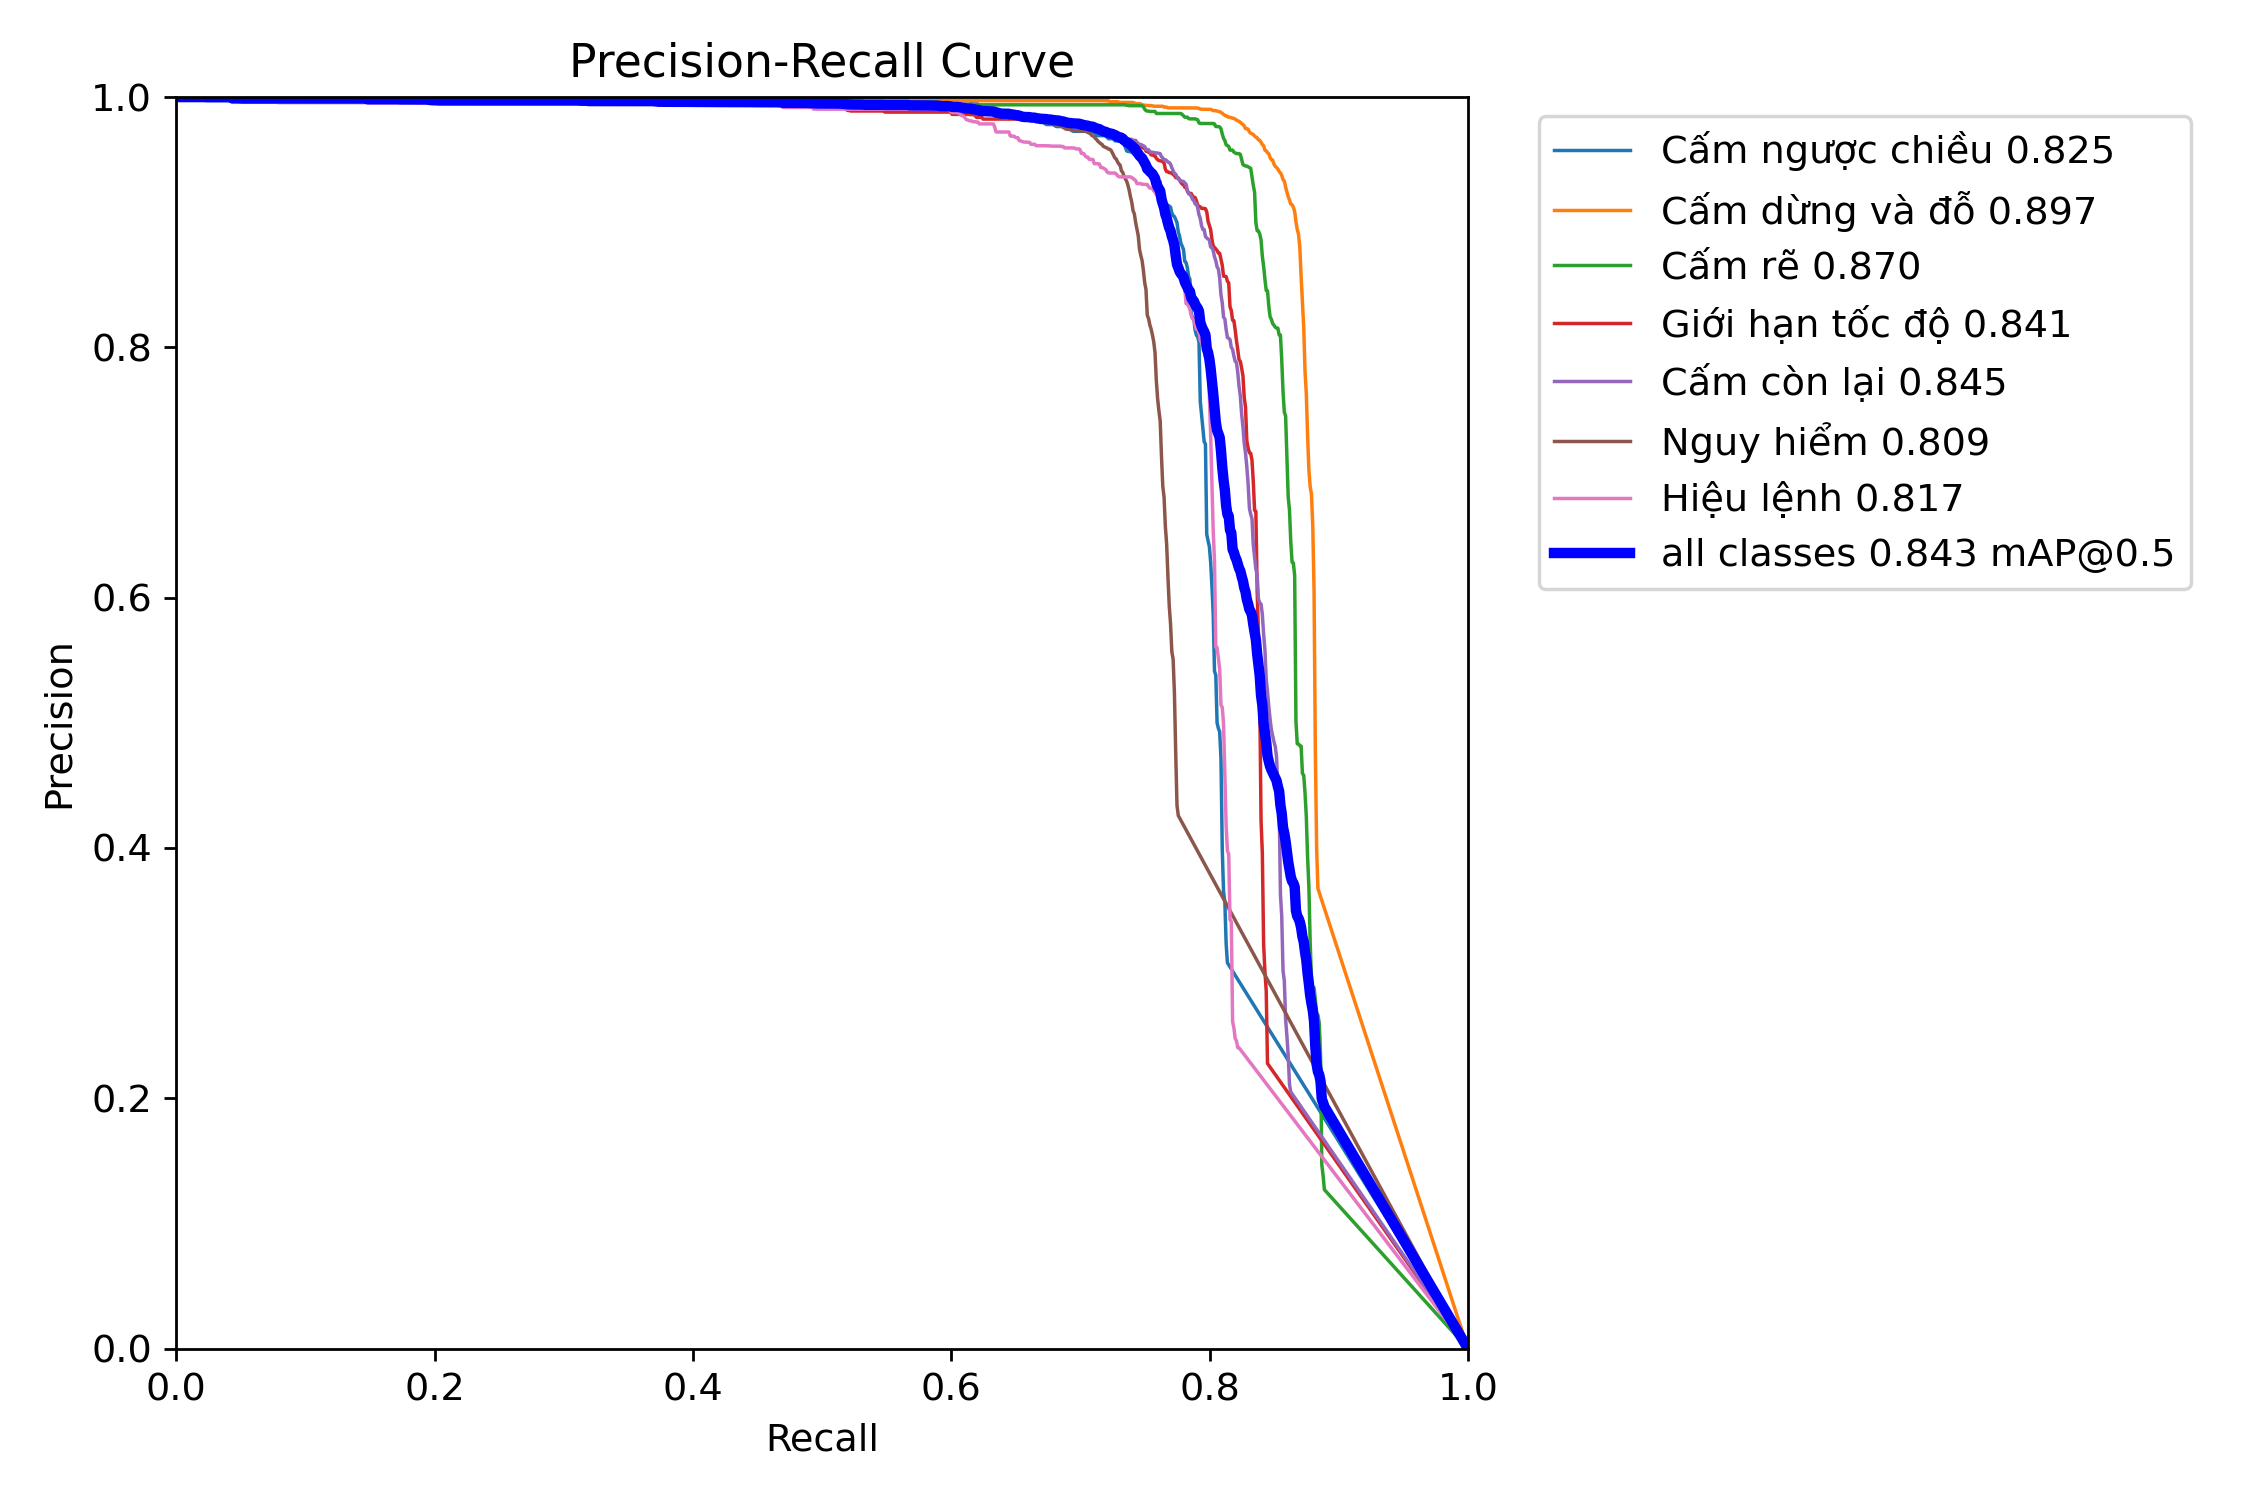 Precision-Recall Curve
1.0
0.8
0.6
0.4
0.2
0.0
Precision
0.0 0.2 0.4 0.6 0.8 1.0
Recall
Cấm ngược chiều 0.825
Cấm dừng và đỗ 0.897
Cấm rẽ 0.870
Giới hạn tốc độ 0.841
Cấm còn lại 0.845
Nguy hiểm 0.809
Hiệu lệnh 0.817
all classes 0.843 mAP@0.5